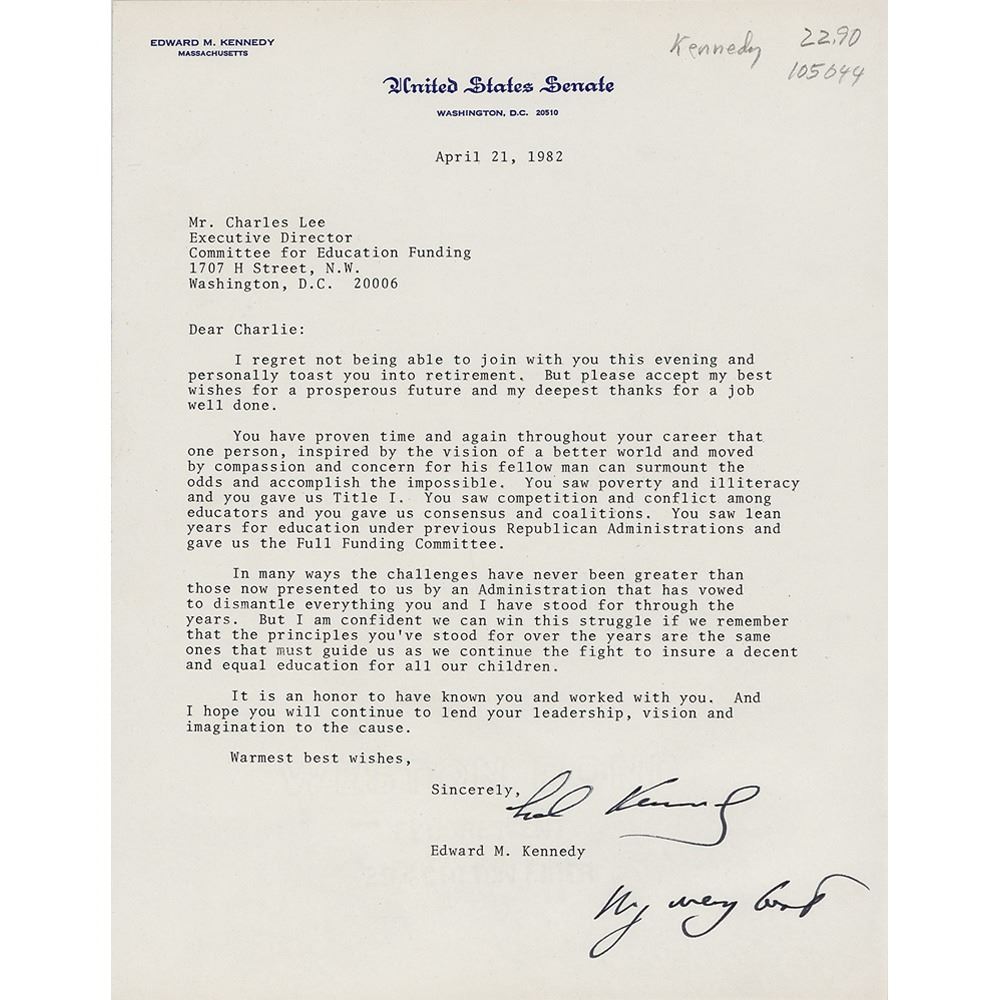 EDWARD M. KENNEDY
MASSACHUSETTS
Kennedy 22.90
105644
United States Senate
WASHINGTON, D.C. 20510
April 21, 1982
Mr. Charles Lee
Executive Director
Committee for Education Funding
1707 H Street, N.W.
Washington, D.C. 20006
Dear Charlie:
I regret not being able to join with you this evening and
personally toast you into retirement. But please accept my best
wishes for a prosperous future and my deepest thanks for a job
well done.
You have proven time and again throughout your career that
one person, inspired by the vision of a better world and moved
by compassion and concern for his fellow man can surmount the
odds and accomplish the impossible. You saw poverty and illiteracy
and you gave us Title I. You saw competition and conflict among
educators and you gave us consensus and coalitions. You saw lean
years for education under previous Republican Administrations and
gave us the Full Funding Committee.
In many ways the challenges have never been greater than
those now presented to us by an Administration that has vowed
to dismantle everything you and I have stood for through the
years. But I am confident we can win this struggle if we remember
that the principles you've stood for over the years are the same
ones that must guide us as we continue the fight to insure a decent
and equal education for all our children.
It is an honor to have known you and worked with you. And
I hope you will continue to lend your leadership, vision and
imagination to the cause.
Warmest best wishes,
Sincerely,
Ted Kennedy
Edward M. Kennedy
My very best